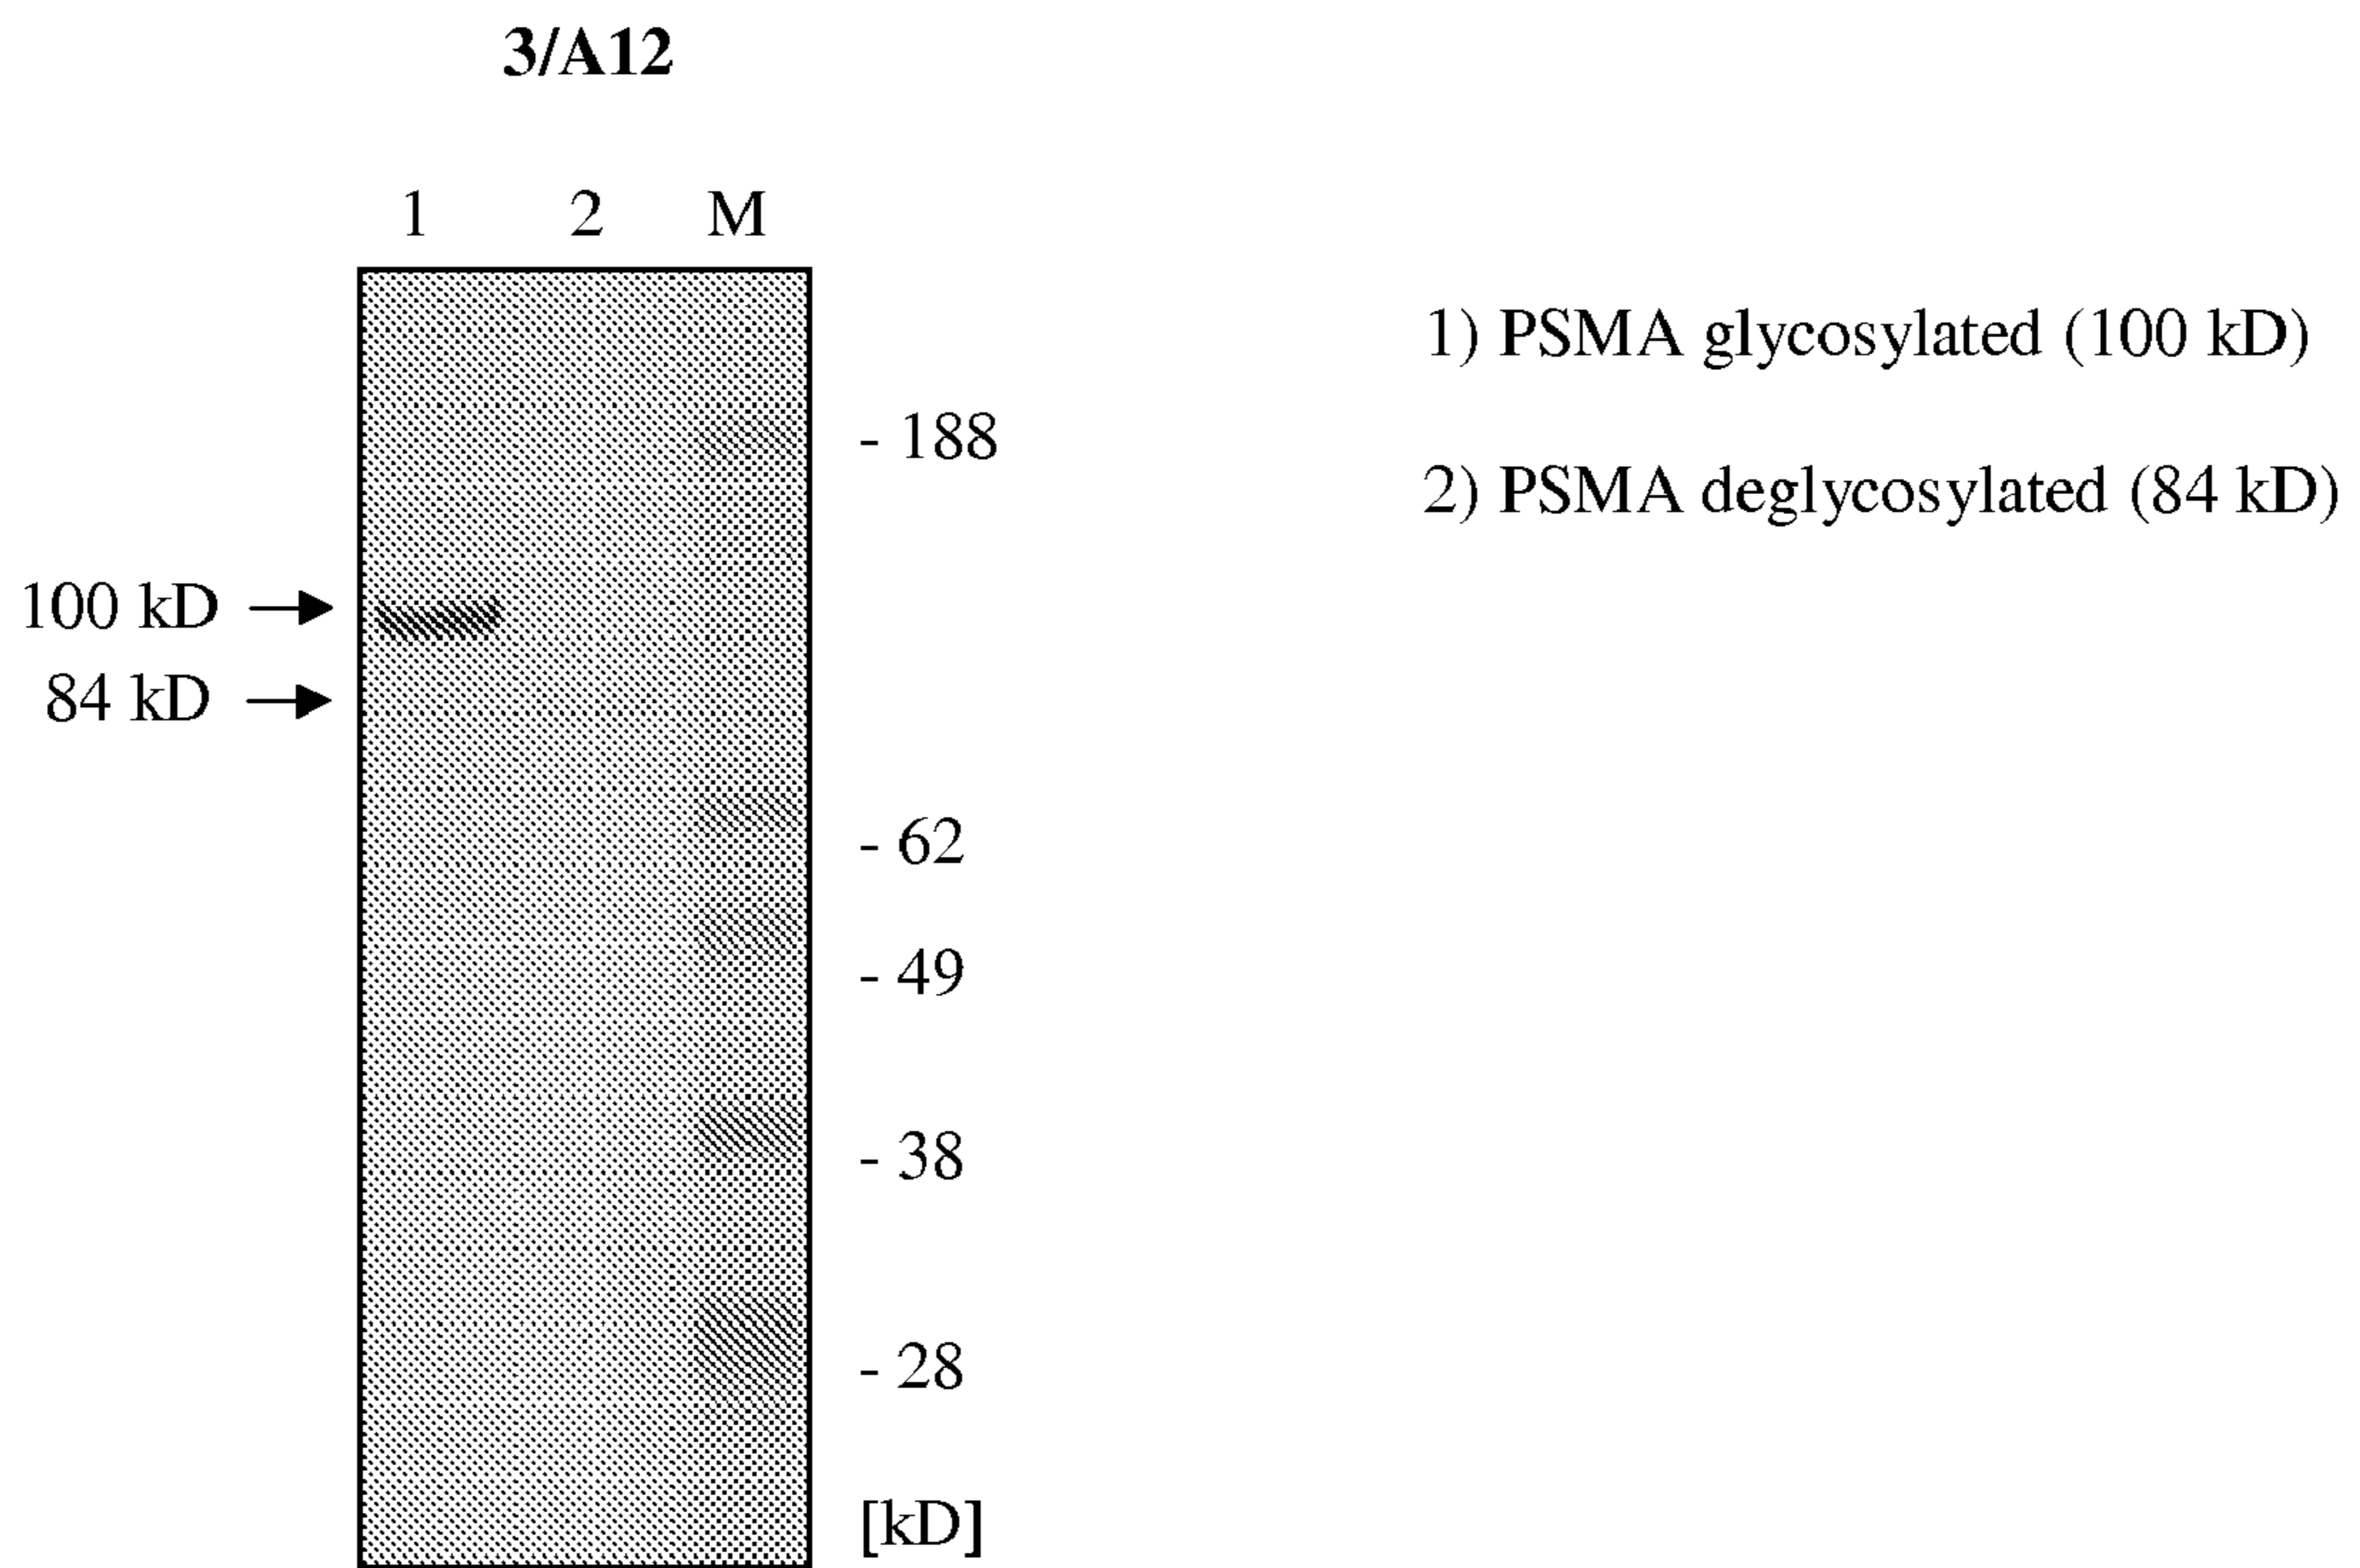 3/A12
1 2 M
1) PSMA glycosylated (100 kD)
- 188
2) PSMA deglycosylated (84 kD)
100 kD
84 kD
- 62
- 49
- 38
- 28
[kD]